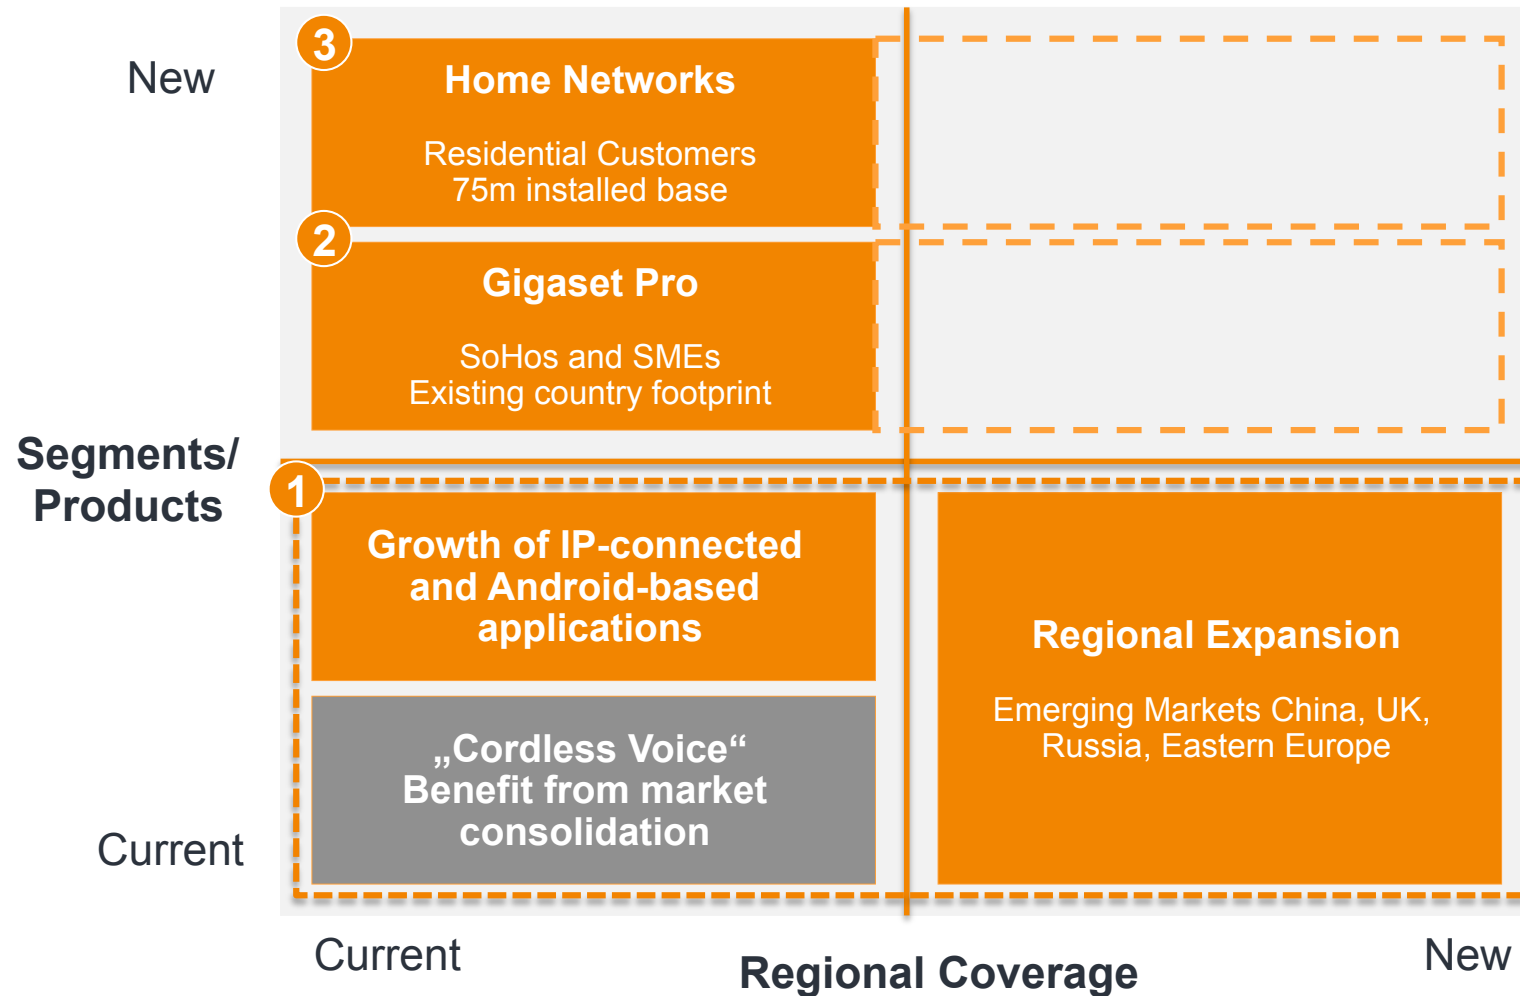 New
3
Home Networks
Residential Customers
75m installed base
2
Gigaset Pro
SoHos and SMEs
Existing country footprint
Segments/
Products
1
Growth of IP-connected
and Android-based
applications
Regional Expansion
Emerging Markets China, UK,
Russia, Eastern Europe
„Cordless Voice“
Benefit from market
consolidation
Current
Current
Regional Coverage
New